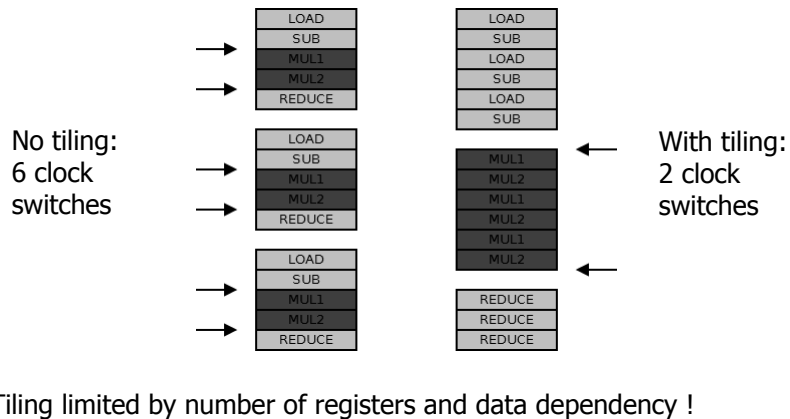 LOAD
SUB
MUL1
MUL2
REDUCE
LOAD
SUB
MUL1
MUL2
REDUCE
LOAD
SUB
MUL1
MUL2
REDUCE
No tiling:
6 clock
switches
LOAD
SUB
LOAD
SUB
LOAD
SUB
MUL1
MUL2
MUL1
MUL2
MUL1
MUL2
REDUCE
REDUCE
REDUCE
With tiling:
2 clock
switches
Tiling limited by number of registers and data dependency !